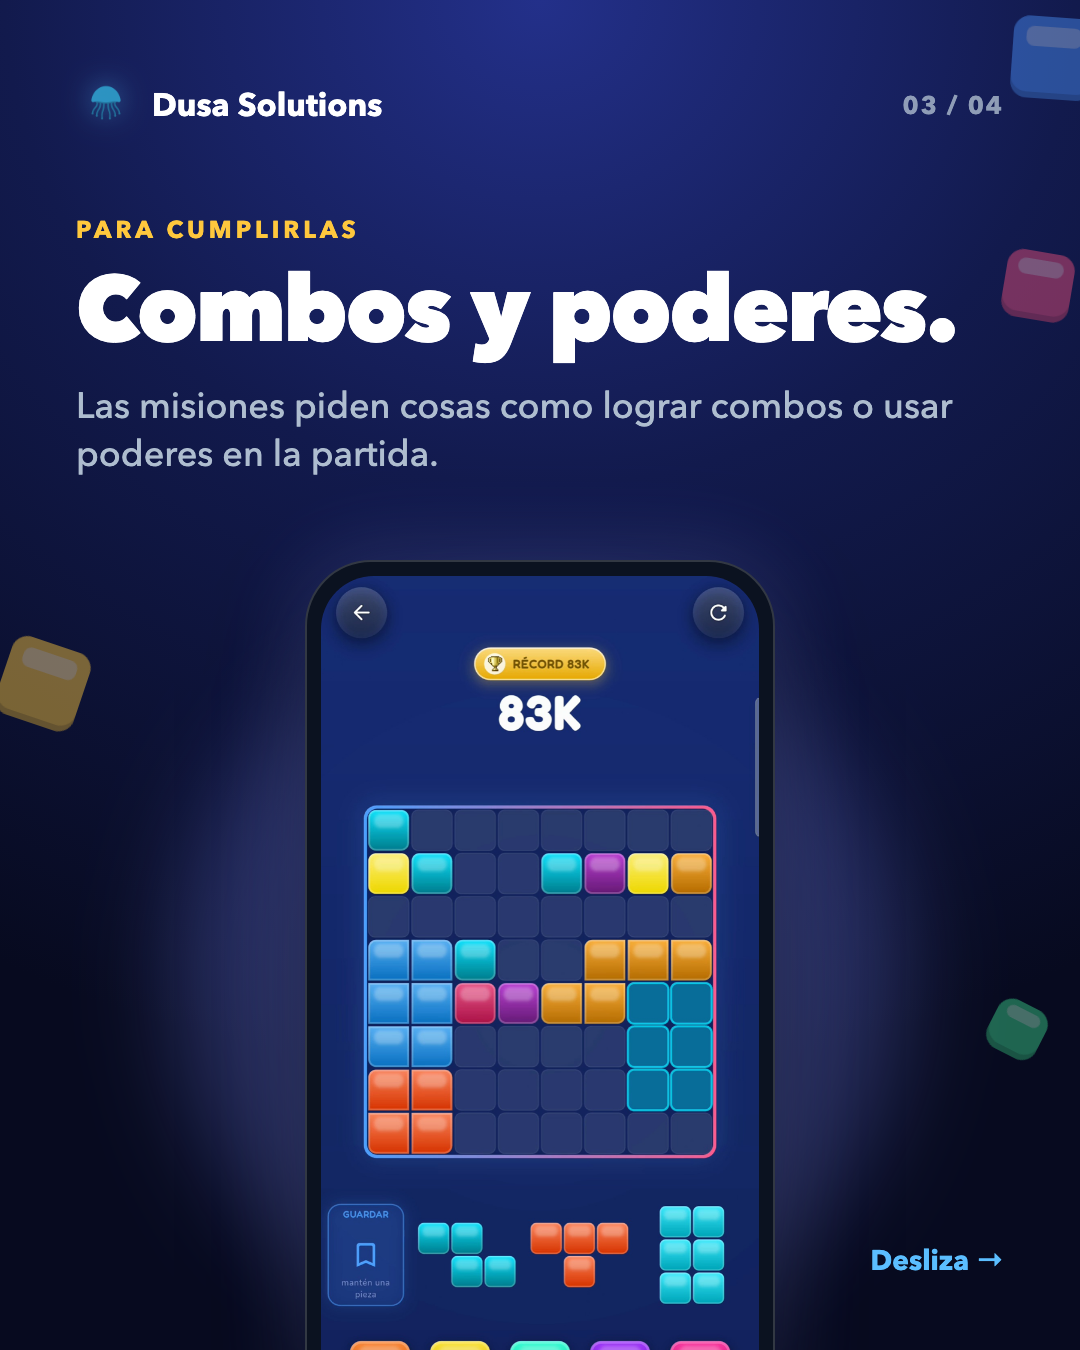 Dusa Solutions
03 / 04
PARA CUMPLIRLAS
Combos y poderes.
Las misiones piden cosas como lograr combos o usar
poderes en la partida.
RÉCORD 83K
83K
GUARDAR
mantén una
pieza
Desliza →